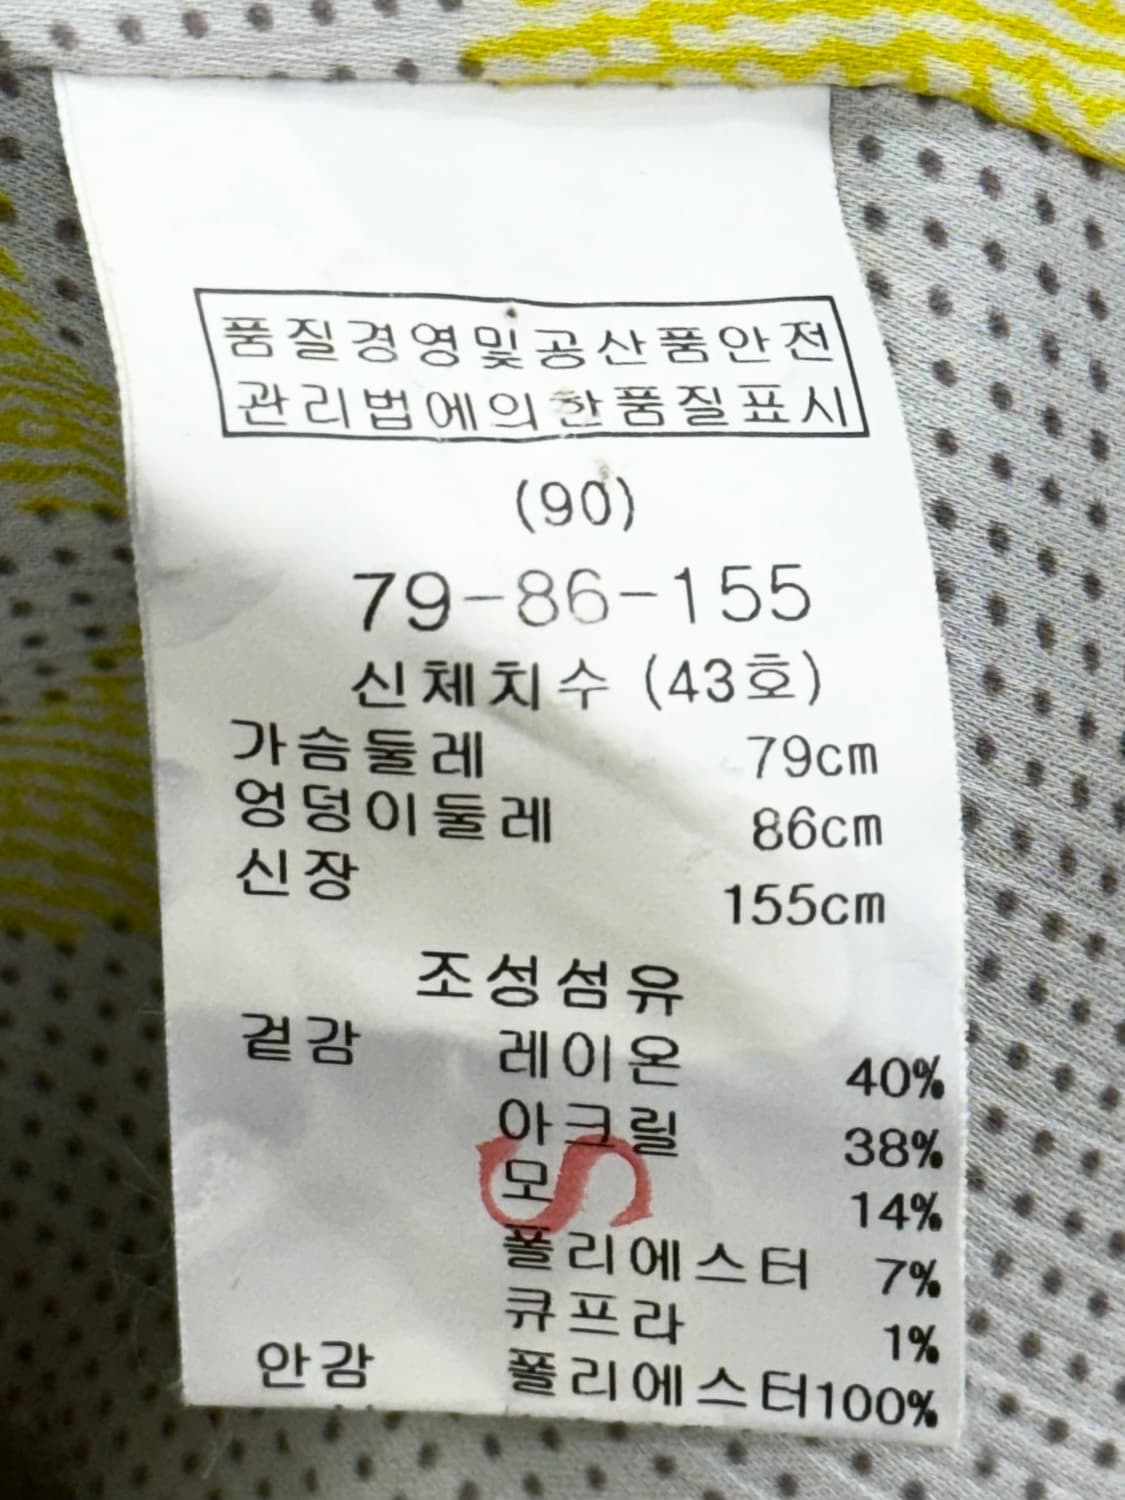 품질경영및공산품안전
관리법에의한품질표시
(90)
79-86-155
신체치수 (43호)
가슴둘레 79cm
엉덩이둘레 86cm
신장 155cm
조성섬유
겉감 레이온 40%
아크릴 38%
모 14%
S
폴리에스터 7%
큐프라 1%
안감 폴리에스터100%